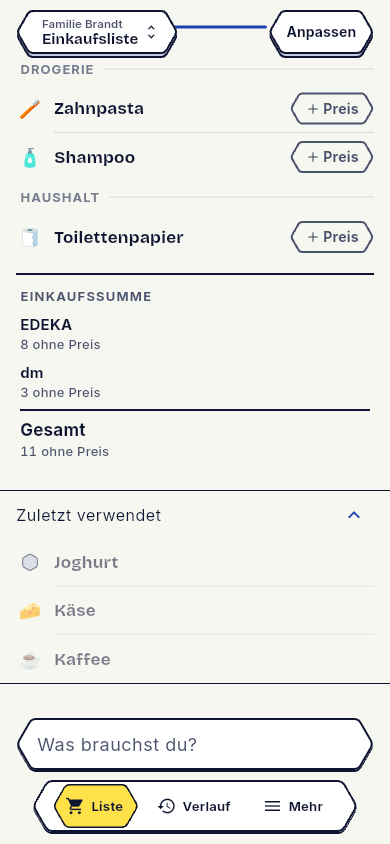 Familie Brandt
Einkaufsliste
Anpassen
DROGERIE
Zahnpasta
+ Preis
Shampoo
+ Preis
HAUSHALT
Toilettenpapier
+ Preis
EINKAUFSSUMME
EDEKA
8 ohne Preis
dm
3 ohne Preis
Gesamt
11 ohne Preis
Zuletzt verwendet
Joghurt
Käse
Kaffee
Was brauchst du?
Liste
Verlauf
Mehr